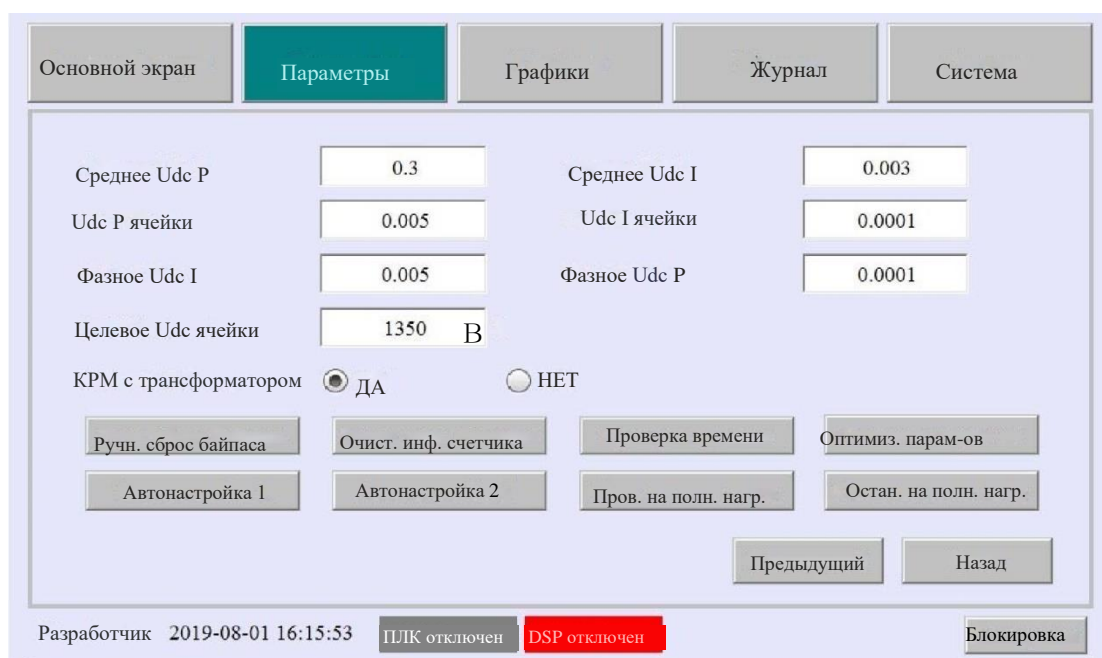 Основной экран Параметры Графики Журнал Система
Среднее Udc P 0.3 Среднее Udc I 0.003
Udc P ячейки 0.005 Udc I ячейки 0.0001
Фазное Udc I 0.005 Фазное Udc P 0.0001
Целевое Udc ячейки 1350 В
КРМ с трансформатором ДА НЕТ
Ручн. сброс байпаса Очист. инф. счетчика Проверка времени Оптимиз. парам-ов
Автонастройка 1 Автонастройка 2 Пров. на полн. нагр. Остан. на полн. нагр.
Предыдущий Назад
Разработчик 2019-08-01 16:15:53 ПЛК отключен DSP отключен Блокировка